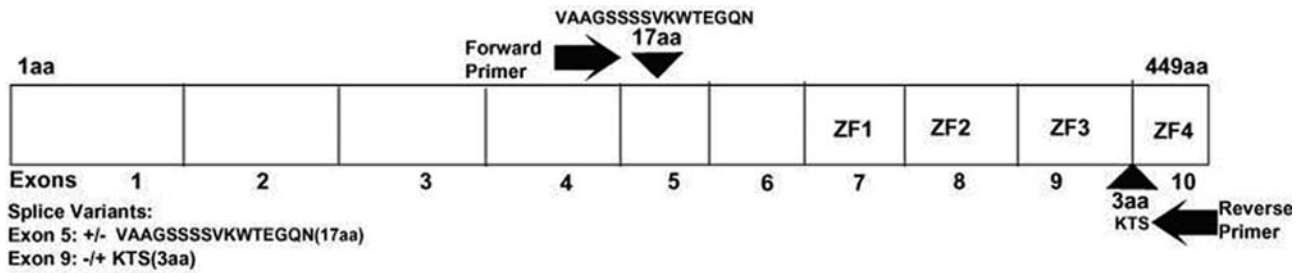 VAAGSSSSVKWTEGQN
17aa
Forward
Primer
1aa
449aa
ZF1 ZF2 ZF3 ZF4
Exons 1 2 3 4 5 6 7 8 9 10
Splice Variants:
3aa
Reverse
Exon 5: +/- VAAGSSSSVKWTEGQN(17aa)
KTS
Primer
Exon 9: -/+ KTS(3aa)